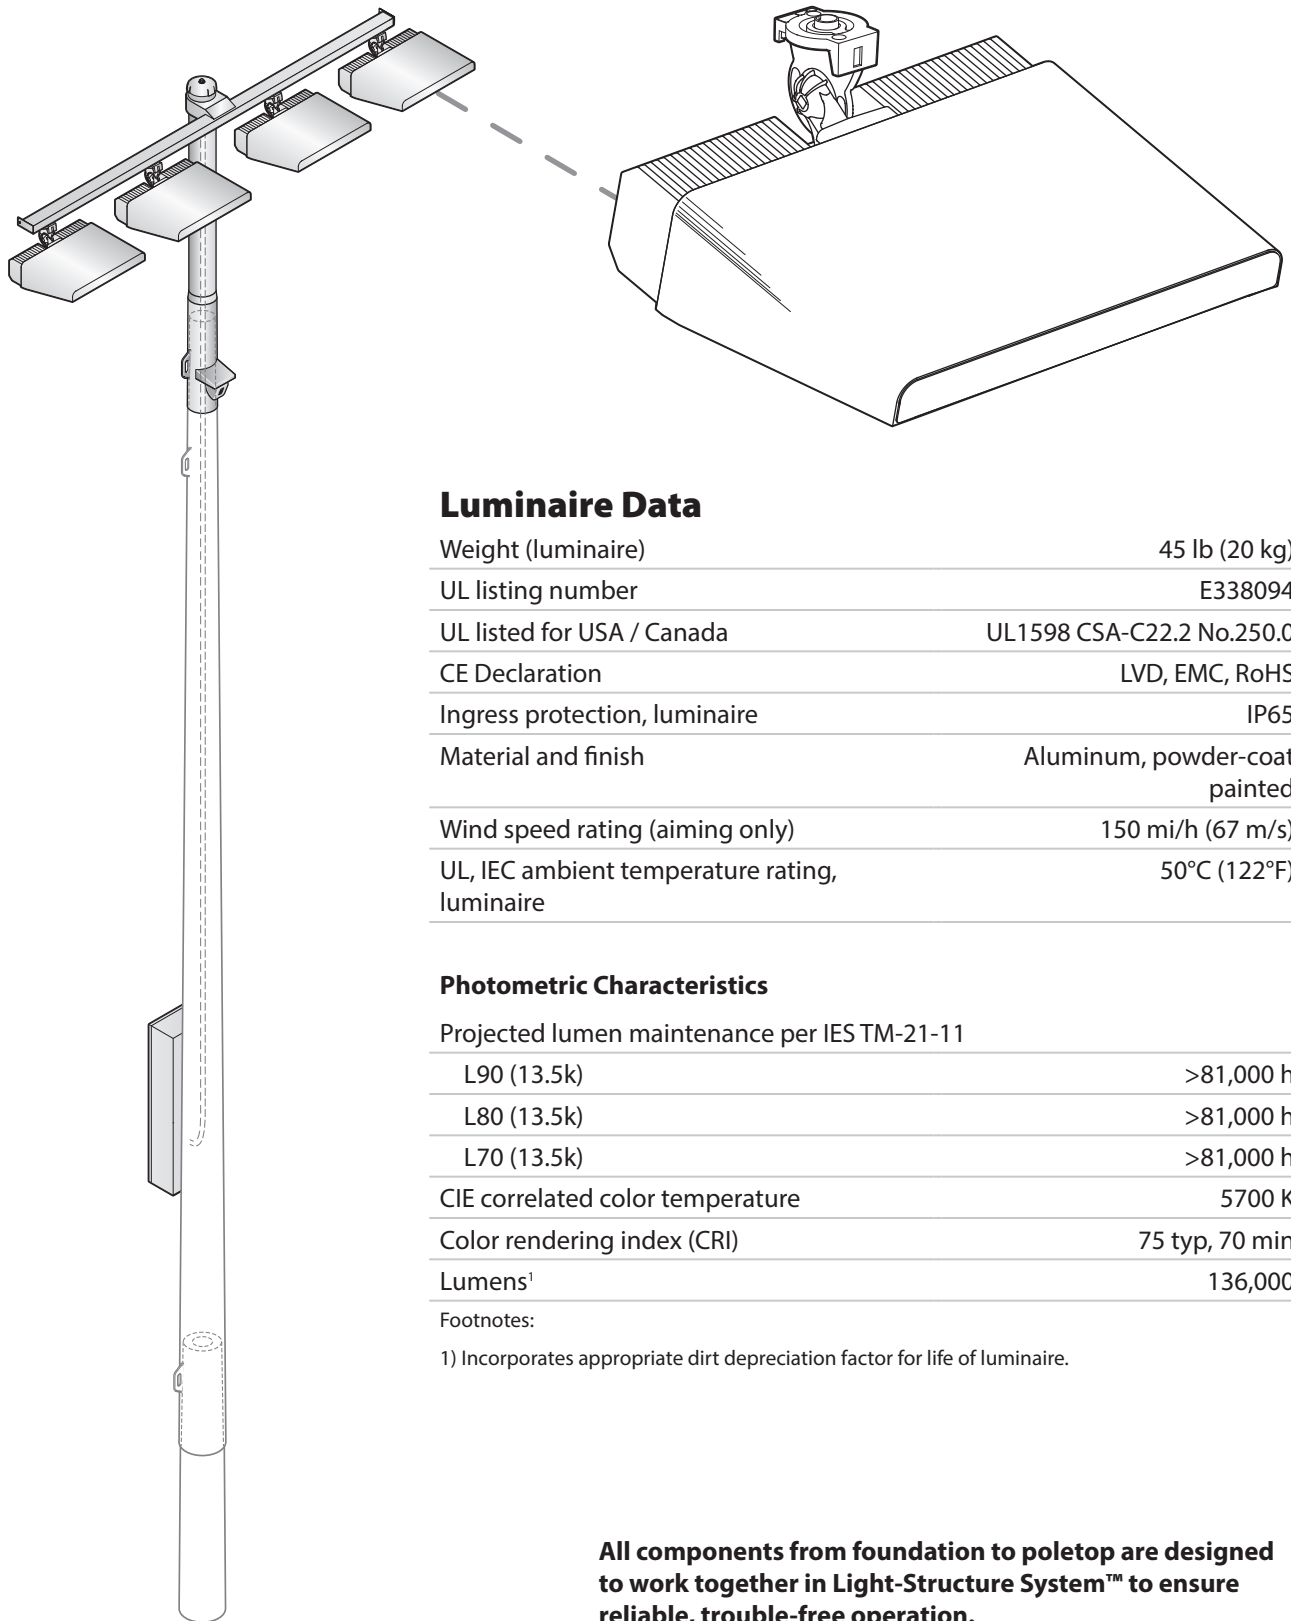 Luminaire Data
Weight (luminaire) 45 lb (20 kg)
UL listing number E338094
UL listed for USA / Canada UL1598 CSA-C22.2 No.250.0
CE Declaration LVD, EMC, RoHS
Ingress protection, luminaire IP65
Material and finish Aluminum, powder-coat
painted
Wind speed rating (aiming only) 150 mi/h (67 m/s)
UL, IEC ambient temperature rating, 50°C (122°F)
luminaire
Photometric Characteristics
Projected lumen maintenance per IES TM-21-11
L90 (13.5k) >81,000 h
L80 (13.5k) >81,000 h
L70 (13.5k) >81,000 h
CIE correlated color temperature 5700 K
Color rendering index (CRI) 75 typ, 70 min
Lumens¹ 136,000
Footnotes:
1) Incorporates appropriate dirt depreciation factor for life of luminaire.
All components from foundation to poletop are designed
to work together in Light-Structure System™ to ensure
reliable, trouble-free operation.